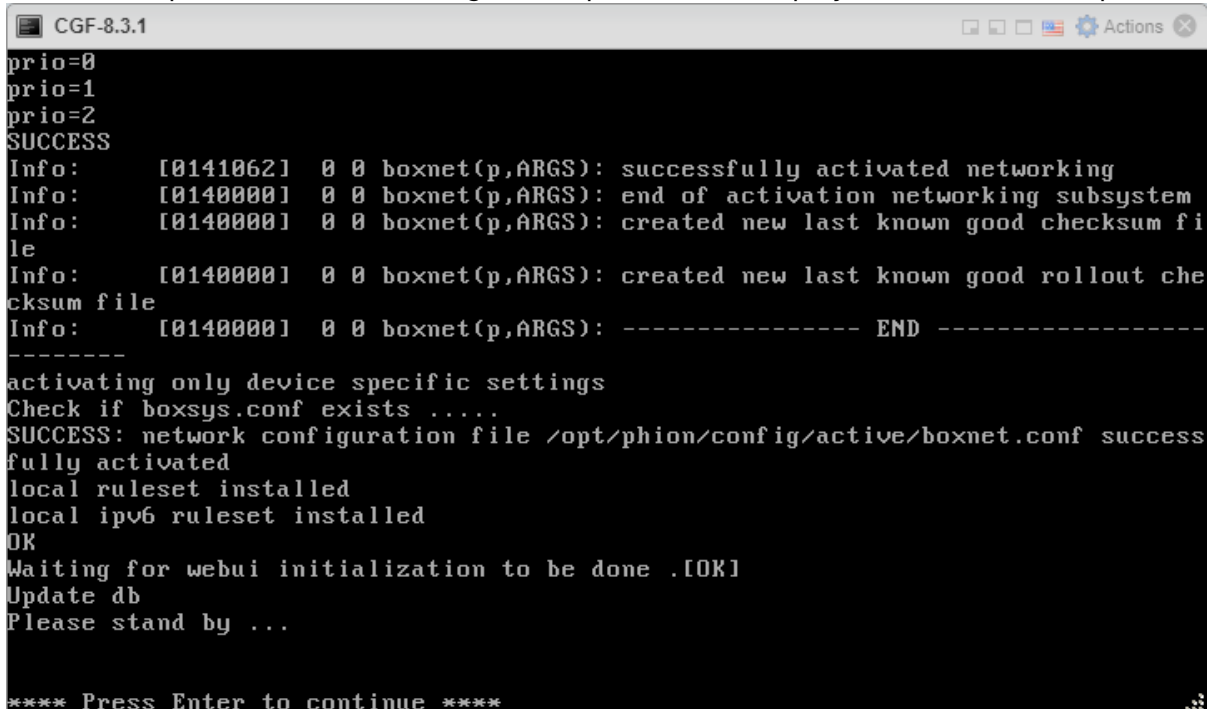 CGF-8.3.1
Actions
prio=0
prio=1
prio=2
SUCCESS
Info:      [0141062]  0 0 boxnet(p,ARGS): successfully activated networking
Info:      [0140000]  0 0 boxnet(p,ARGS): end of activation networking subsystem
Info:      [0140000]  0 0 boxnet(p,ARGS): created new last known good checksum fi
le
Info:      [0140000]  0 0 boxnet(p,ARGS): created new last known good rollout che
cksum file
Info:      [0140000]  0 0 boxnet(p,ARGS): ---------------- END ------------------
--------
activating only device specific settings
Check if boxsys.conf exists .....
SUCCESS: network configuration file /opt/phion/config/active/boxnet.conf success
fully activated
local ruleset installed
local ipv6 ruleset installed
OK
Waiting for webui initialization to be done .[OK]
Update db
Please stand by ...
**** Press Enter to continue ****